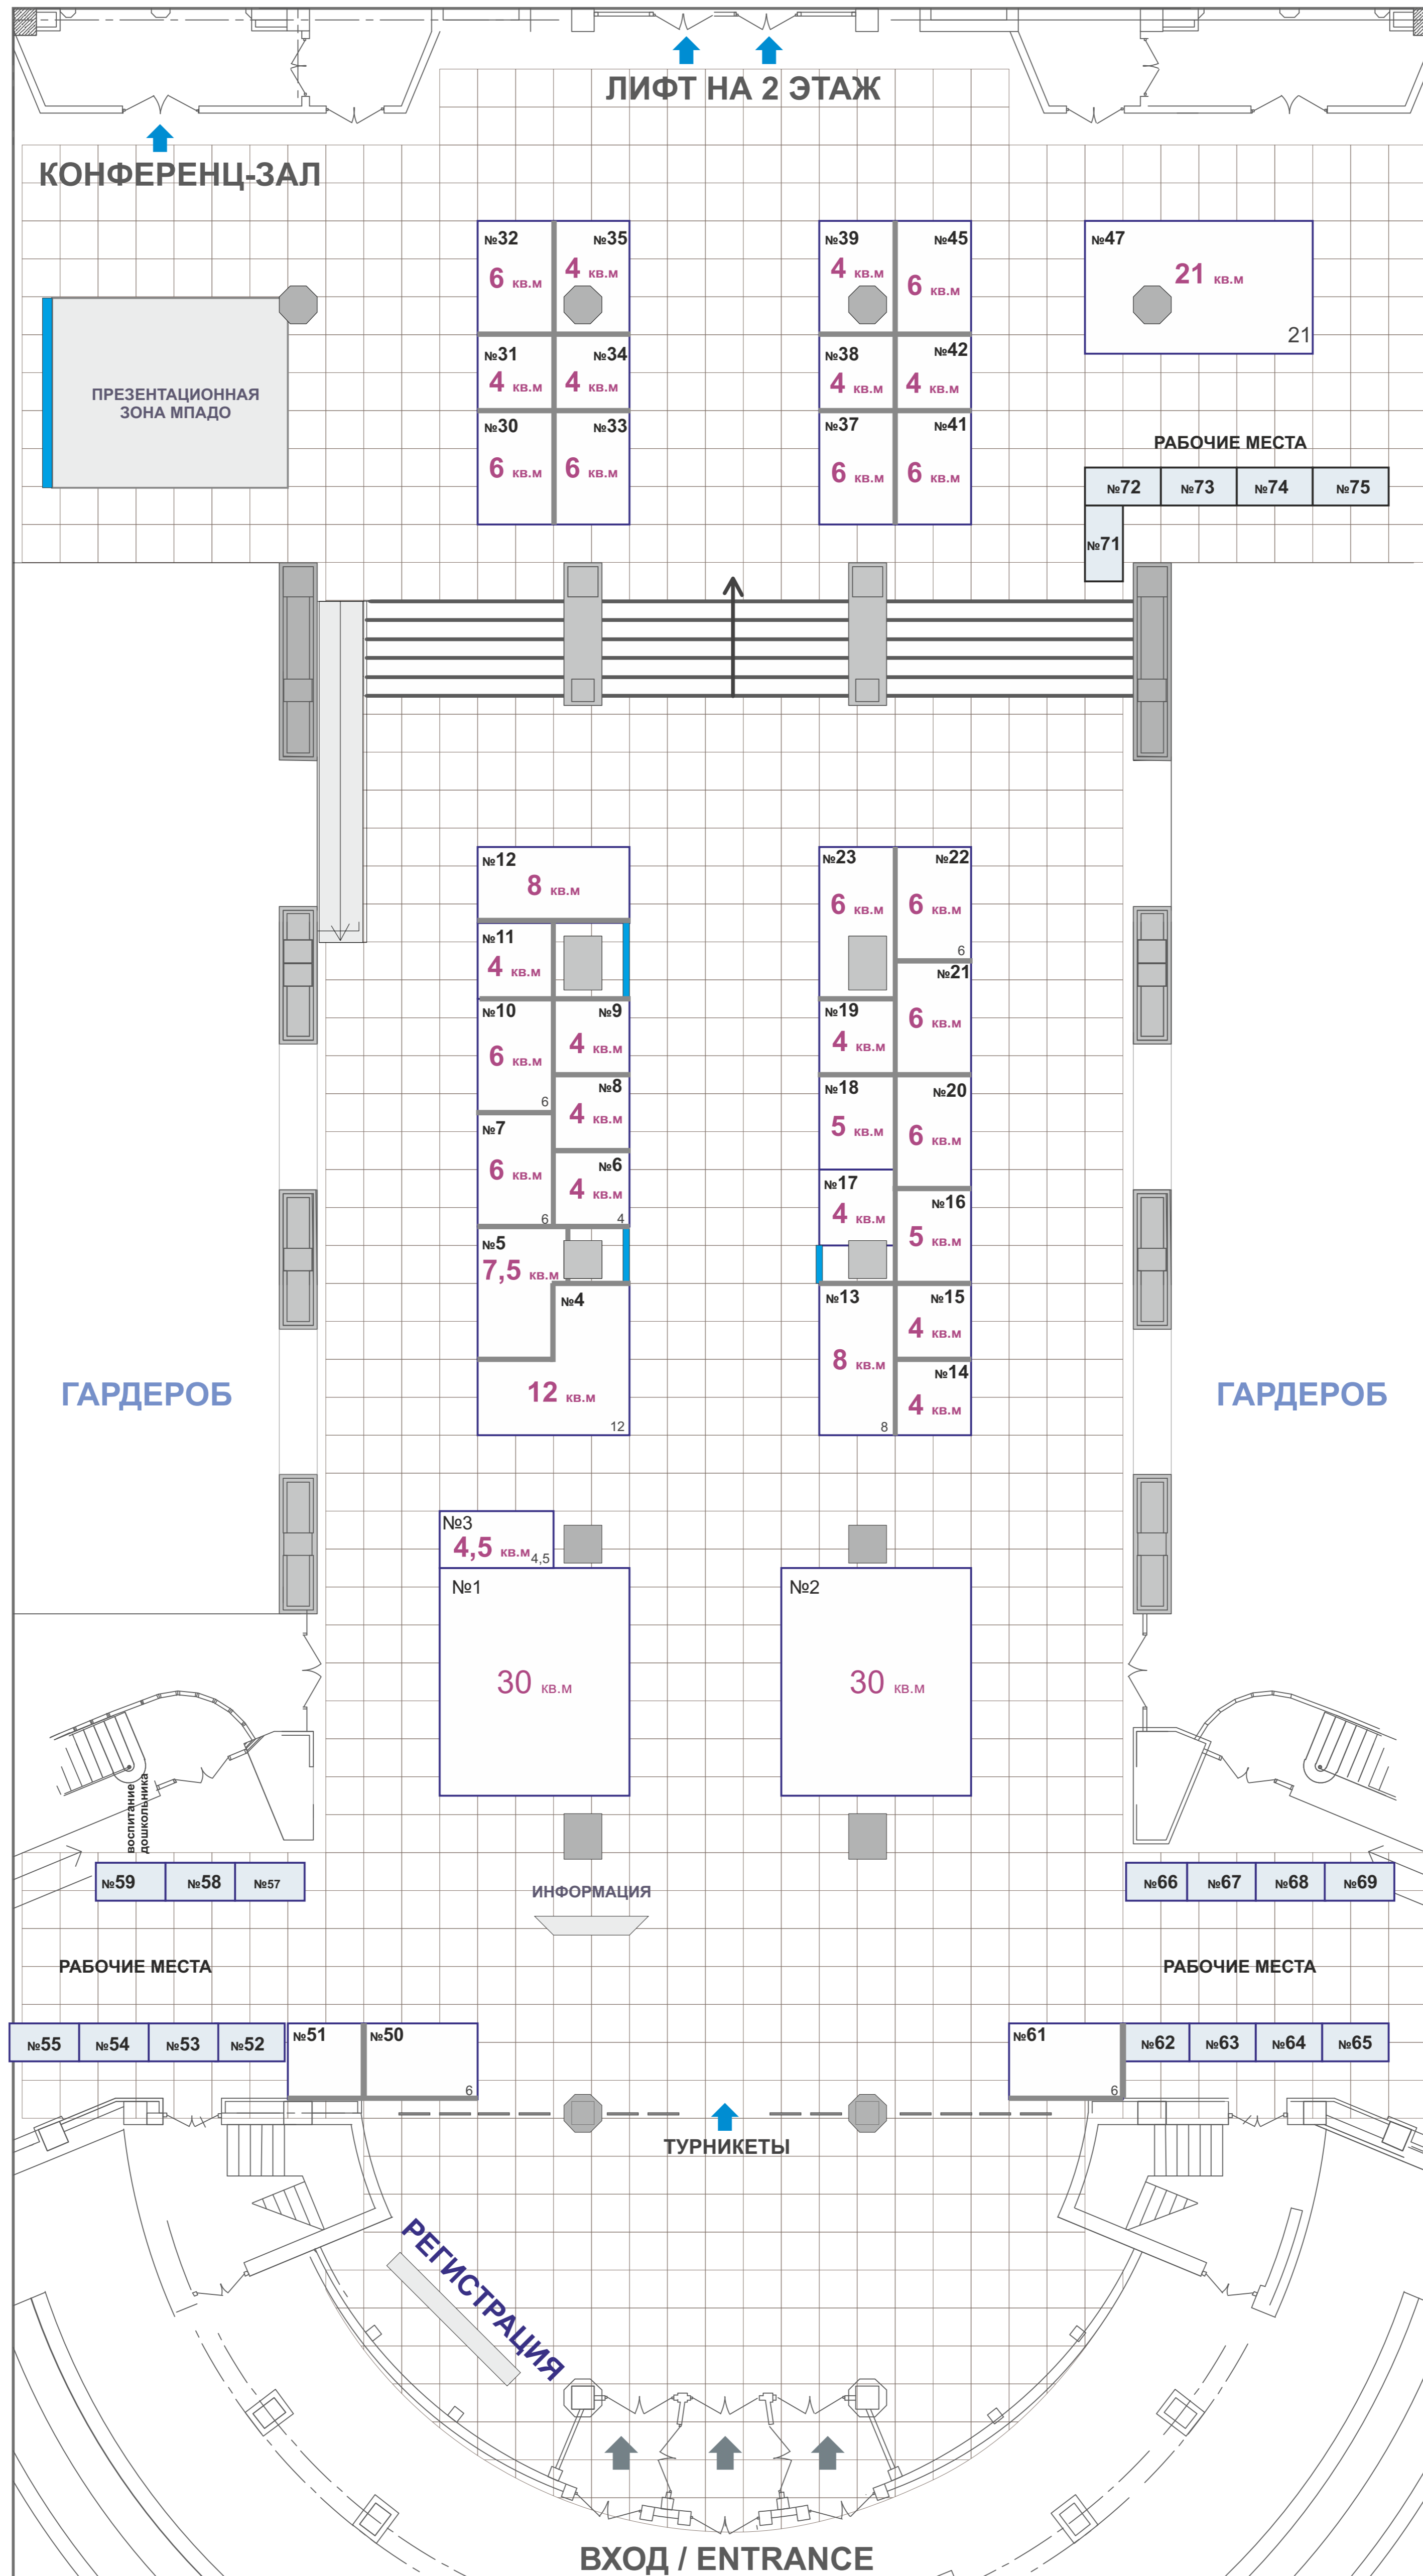 ЛИФТ НА 2 ЭТАЖ
КОНФЕРЕНЦ-ЗАЛ
№32
6 кв.м
№35
4 кв.м
№39
4 кв.м
№45
6 кв.м
№47
21 кв.м
21
ПРЕЗЕНТАЦИОННАЯ
ЗОНА МПАДО
№31
4 кв.м
№34
4 кв.м
№38
4 кв.м
№42
4 кв.м
№30
6 кв.м
№33
6 кв.м
№37
6 кв.м
№41
6 кв.м
РАБОЧИЕ МЕСТА
№72
№73
№74
№75
№71
№12
8 кв.м
№23
6 кв.м
№22
6 кв.м
6
№11
4 кв.м
№21
6 кв.м
№10
6 кв.м
6
№9
4 кв.м
№19
4 кв.м
№8
4 кв.м
№18
5 кв.м
№20
6 кв.м
№7
6 кв.м
6
№6
4 кв.м
4
№17
4 кв.м
№16
5 кв.м
№5
7,5 кв.м
№4
12 кв.м
12
№13
8 кв.м
8
№15
4 кв.м
№14
4 кв.м
ГАРДЕРОБ
ГАРДЕРОБ
№3
4,5 кв.м
4,5
№1
30 кв.м
№2
30 кв.м
воспитание
дошкольника
№59
№58
№57
№66
№67
№68
№69
ИНФОРМАЦИЯ
РАБОЧИЕ МЕСТА
РАБОЧИЕ МЕСТА
№55
№54
№53
№52
№51
№50
6
№61
6
№62
№63
№64
№65
ТУРНИКЕТЫ
РЕГИСТРАЦИЯ
ВХОД / ENTRANCE